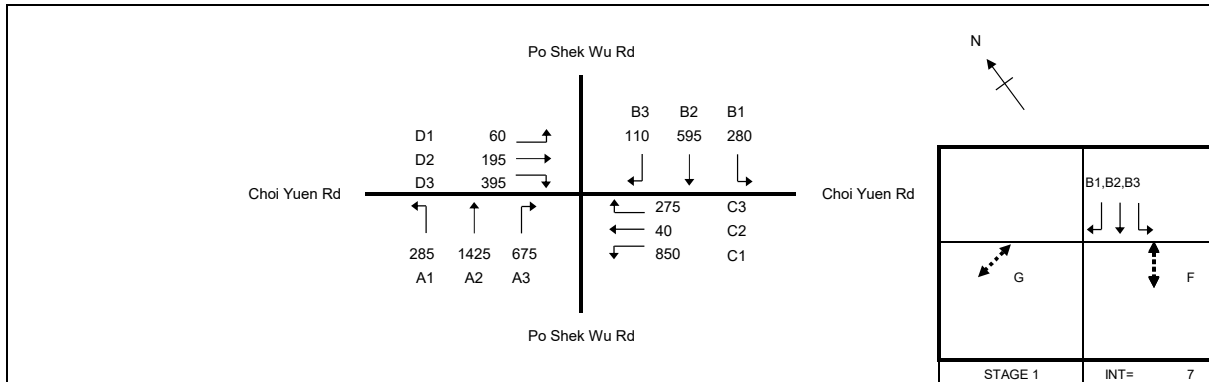 Po Shek Wu Rd
N
B3 B2 B1
D1 60 110 595 280
D2 195
D3 395
B1,B2,B3
Choi Yuen Rd Choi Yuen Rd
275 C3
40 C2
285 1425 675 850 C1
A1 A2 A3
G F
Po Shek Wu Rd
STAGE 1 INT= 7